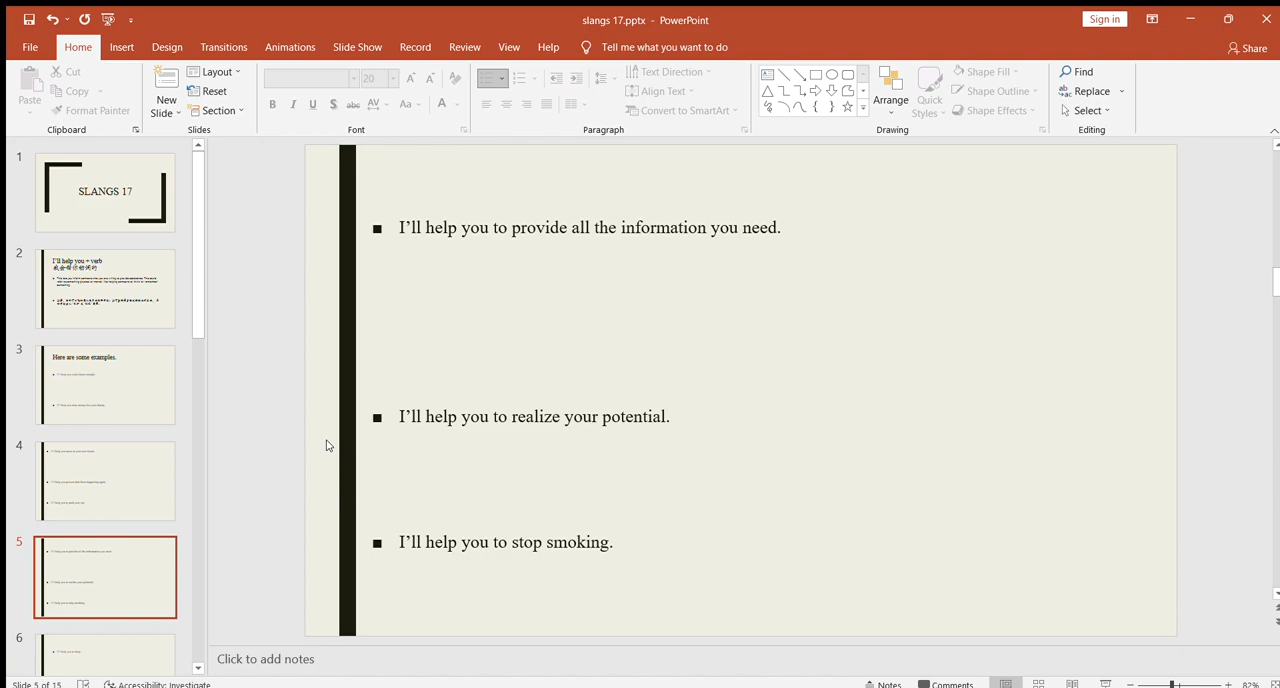 slangs 17.pptx - PowerPoint
Sign in
File Home Insert Design Transitions Animations Slide Show Record Review View Help Tell me what you want to do
Share
Paste
Cut
Copy
Format Painter
Clipboard
New Slide
Layout
Reset
Section
Slides
20
B I U S abc AV Aa A
Font
Text Direction
Align Text
Convert to SmartArt
Paragraph
Arrange
Quick Styles
Shape Fill
Shape Outline
Shape Effects
Drawing
Find
Replace
Select
Editing
1
SLANGS 17
2
I'll help you + verb
3
Here are some examples.
4
5
6
■ I’ll help you to provide all the information you need.
■ I’ll help you to realize your potential.
■ I’ll help you to stop smoking.
Click to add notes
Slide 5 of 15
Accessibility: Investigate
Notes
Comments
82%